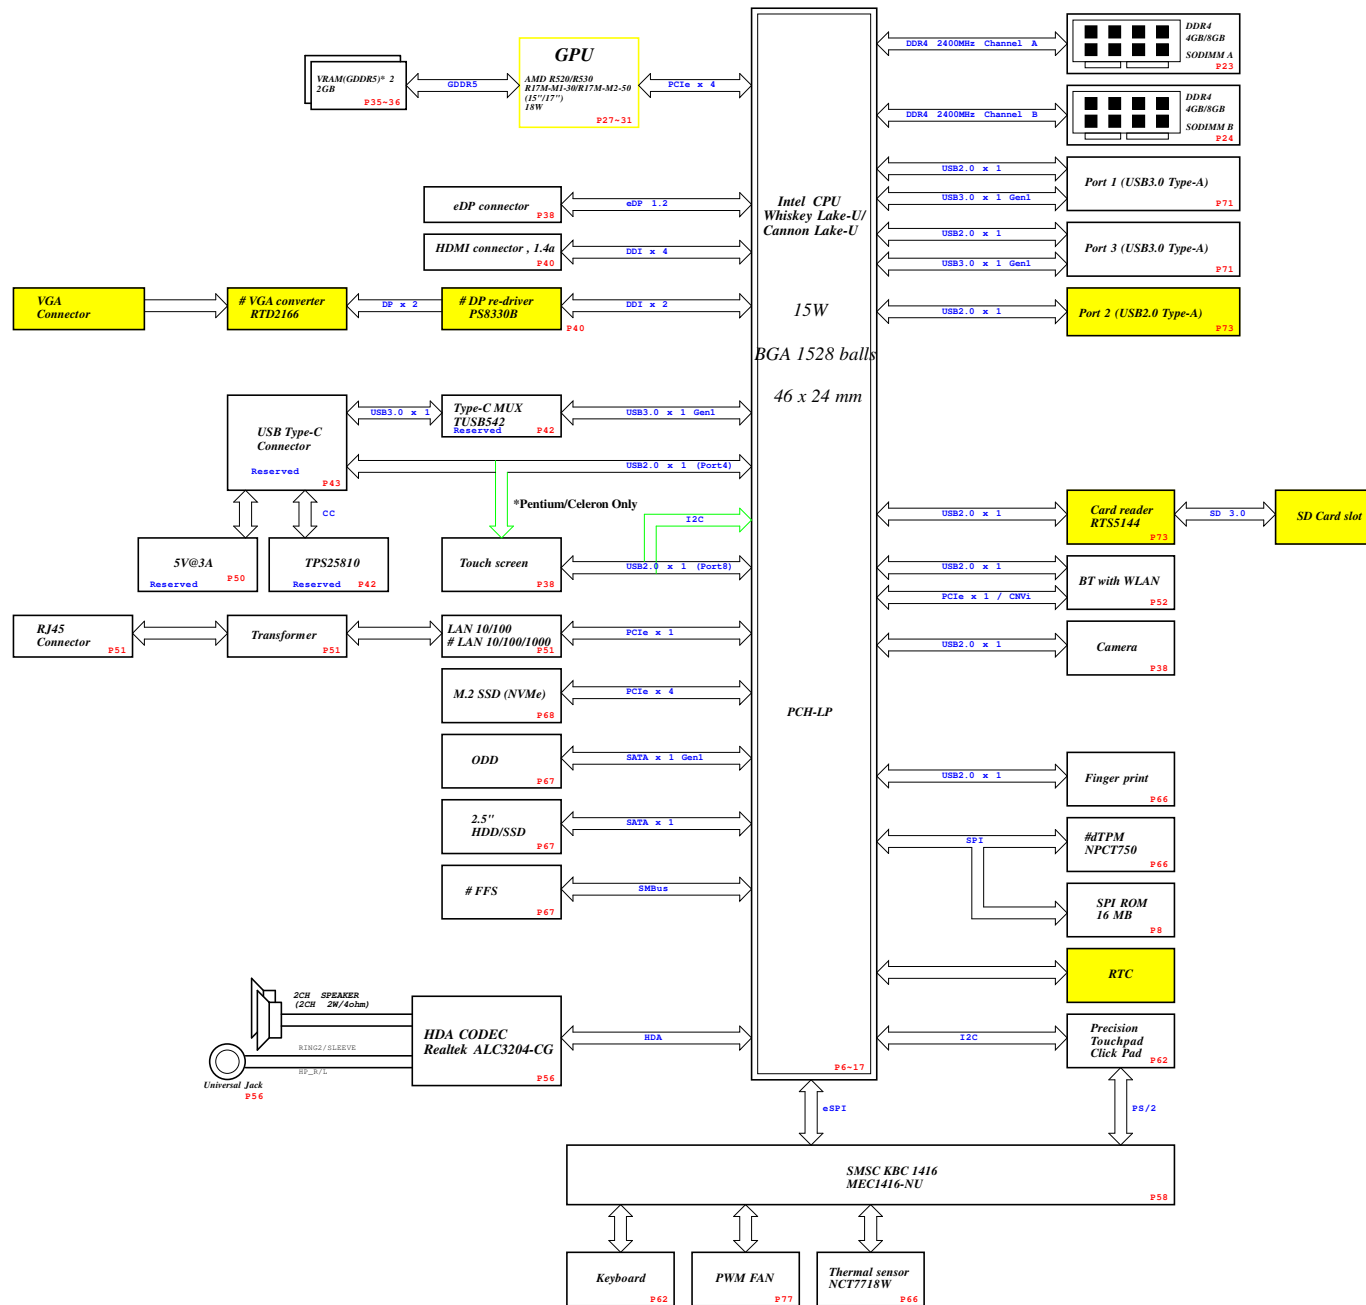 GPU
AMD R520/R530
R17M-M1-30/R17M-M2-50
(15"/17")
18W
P27~31
VRAM(GDDR5)* 2
2GB
P35~36
GDDR5
PCIe x 4
DDR4 2400MHz Channel A
DDR4
4GB/8GB
SODIMM A
P23
DDR4 2400MHz Channel B
DDR4
4GB/8GB
SODIMM B
P24
eDP connector
P38
eDP 1.2
HDMI connector , 1.4a
P40
DDI x 4
VGA
Connector
# VGA converter
RTD2166
DP x 2
# DP re-driver
PS8330B
P40
DDI x 2
Intel CPU
Whiskey Lake-U/
Cannon Lake-U
15W
BGA 1528 balls
46 x 24 mm
PCH-LP
P6~17
USB2.0 x 1
USB3.0 x 1 Gen1
Port 1 (USB3.0 Type-A)
P71
USB2.0 x 1
USB3.0 x 1 Gen1
Port 3 (USB3.0 Type-A)
P71
USB2.0 x 1
Port 2 (USB2.0 Type-A)
P73
USB Type-C
Connector
Reserved
P43
USB3.0 x 1
Type-C MUX
TUSB542
Reserved
P42
USB3.0 x 1 Gen1
USB2.0 x 1 (Port4)
*Pentium/Celeron Only
CC
I2C
5V@3A
P50
Reserved
TPS25810
Reserved
P42
Touch screen
P38
USB2.0 x 1 (Port8)
USB2.0 x 1
Card reader
RTS5144
P73
SD 3.0
SD Card slot
USB2.0 x 1
PCIe x 1 / CNVi
BT with WLAN
P52
USB2.0 x 1
Camera
P38
RJ45
Connector
P51
Transformer
P51
LAN 10/100
# LAN 10/100/1000
P51
PCIe x 1
M.2 SSD (NVMe)
P68
PCIe x 4
ODD
P67
SATA x 1 Gen1
2.5"
HDD/SSD
P67
SATA x 1
# FFS
P67
SMBus
USB2.0 x 1
Finger print
P66
SPI
#dTPM
NPCT750
P66
SPI ROM
16 MB
P8
RTC
I2C
Precision
Touchpad
Click Pad
P62
2CH SPEAKER
(2CH 2W/4ohm)
RING2/SLEEVE
HP_R/L
Universal Jack
P56
HDA CODEC
Realtek ALC3204-CG
P56
HDA
eSPI
PS/2
SMSC KBC 1416
MEC1416-NU
P58
Keyboard
P62
PWM FAN
P77
Thermal sensor
NCT7718W
P66